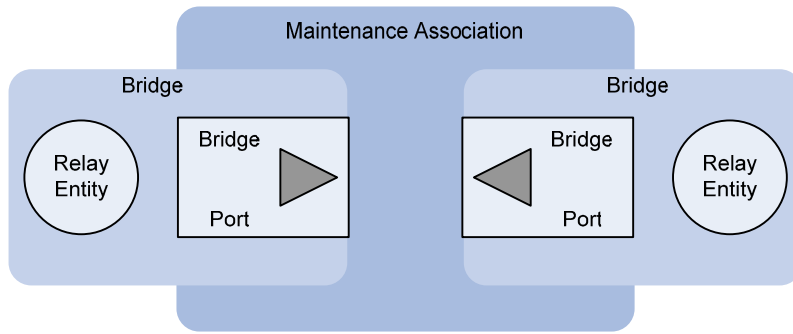 Maintenance Association
Bridge
Bridge
Relay
Entity
Bridge
Port
Bridge
Port
Relay
Entity